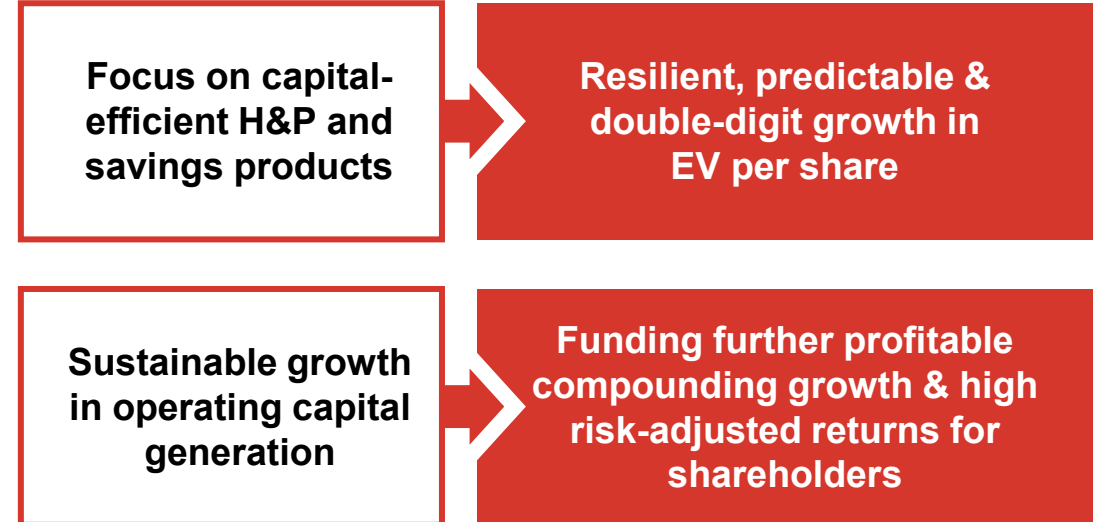 Focus on capital-
efficient H&P and
savings products
Resilient, predictable &
double-digit growth in
EV per share
Sustainable growth
in operating capital
generation
Funding further profitable
compounding growth & high
risk-adjusted returns for
shareholders